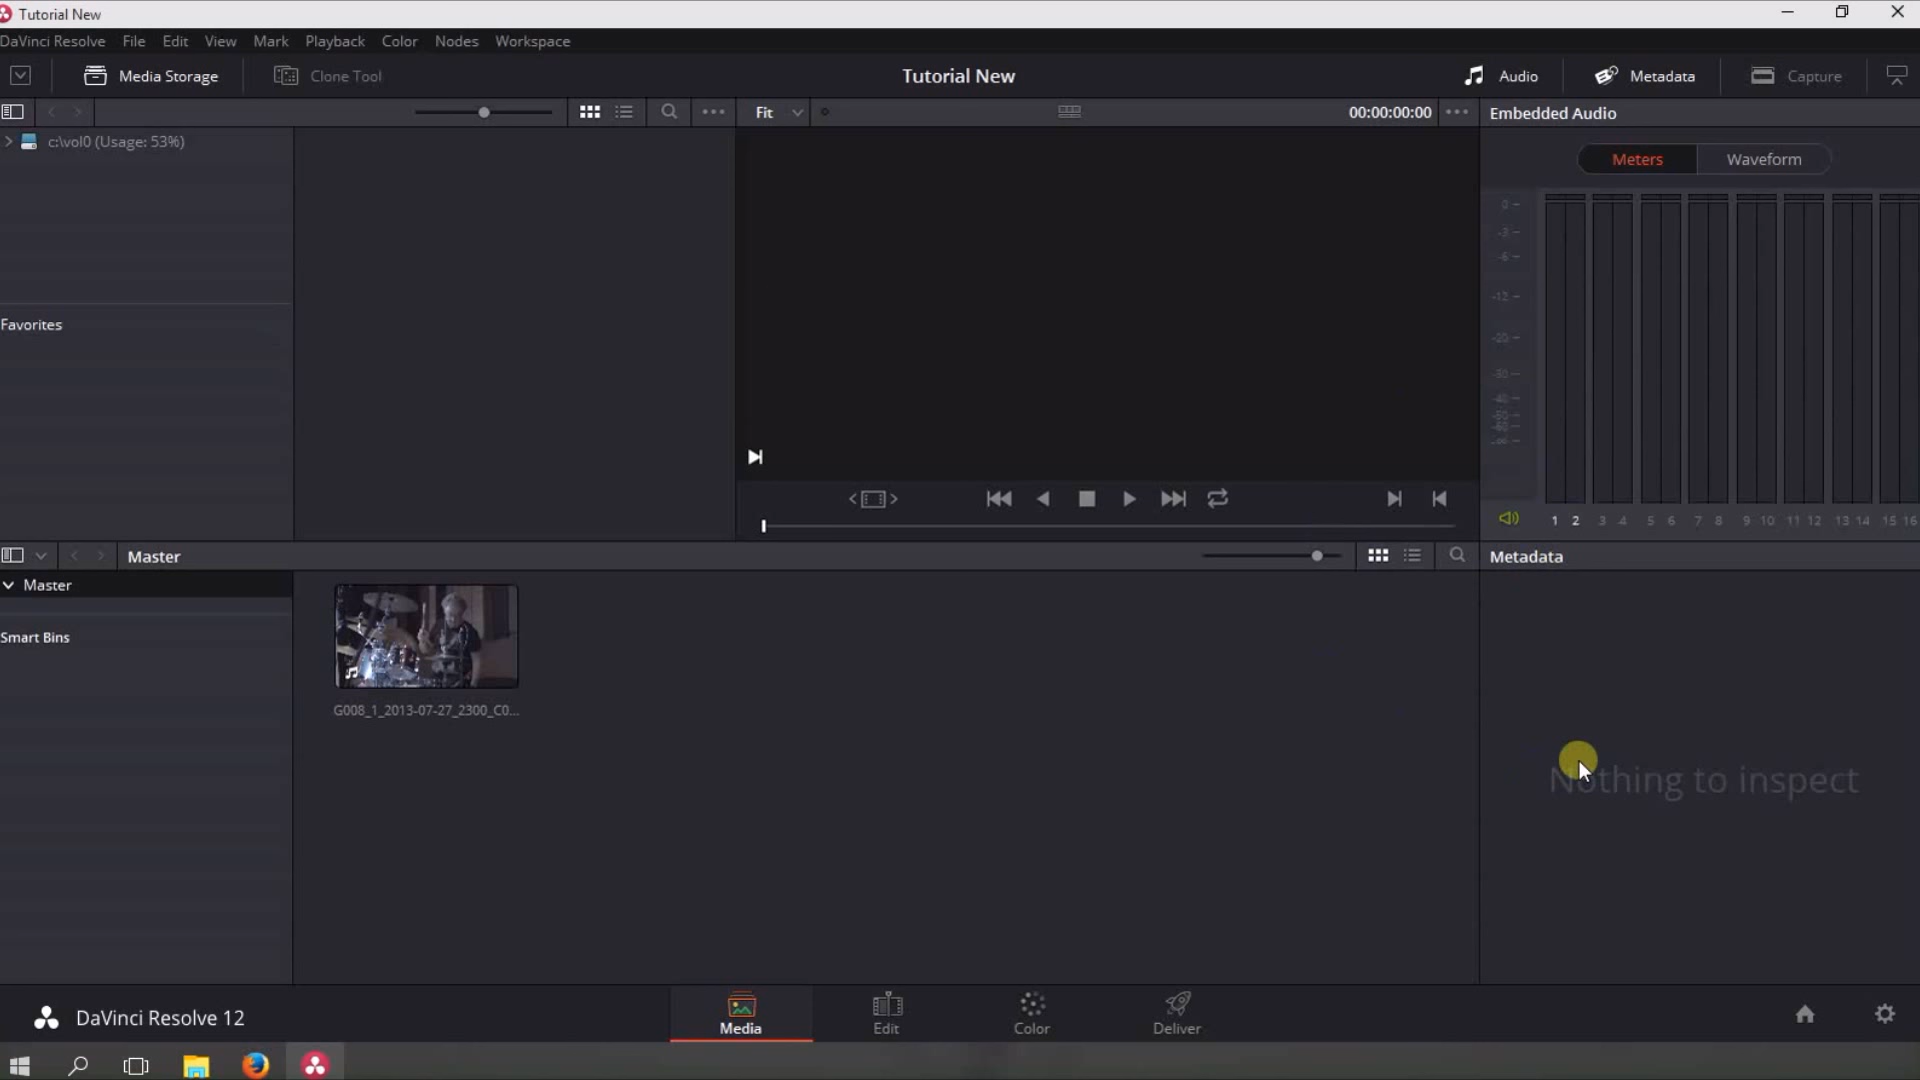 Tutorial New
DaVinci Resolve File Edit View Mark Playback Color Nodes Workspace
Media Storage Clone Tool Tutorial New Audio Metadata Capture
Fit 00:00:00:00 Embedded Audio
c:\vol0 (Usage: 53%)
Meters Waveform
0
-3
-6
-12
-20
-30
-40
-50
Favorites
1 2 3 4 5 6 7 8 9 10 11 12 13 14 15 16
Master Metadata
Master
Smart Bins
G008_1_2013-07-27_2300_C0...
Nothing to inspect
DaVinci Resolve 12 Media Edit Color Deliver